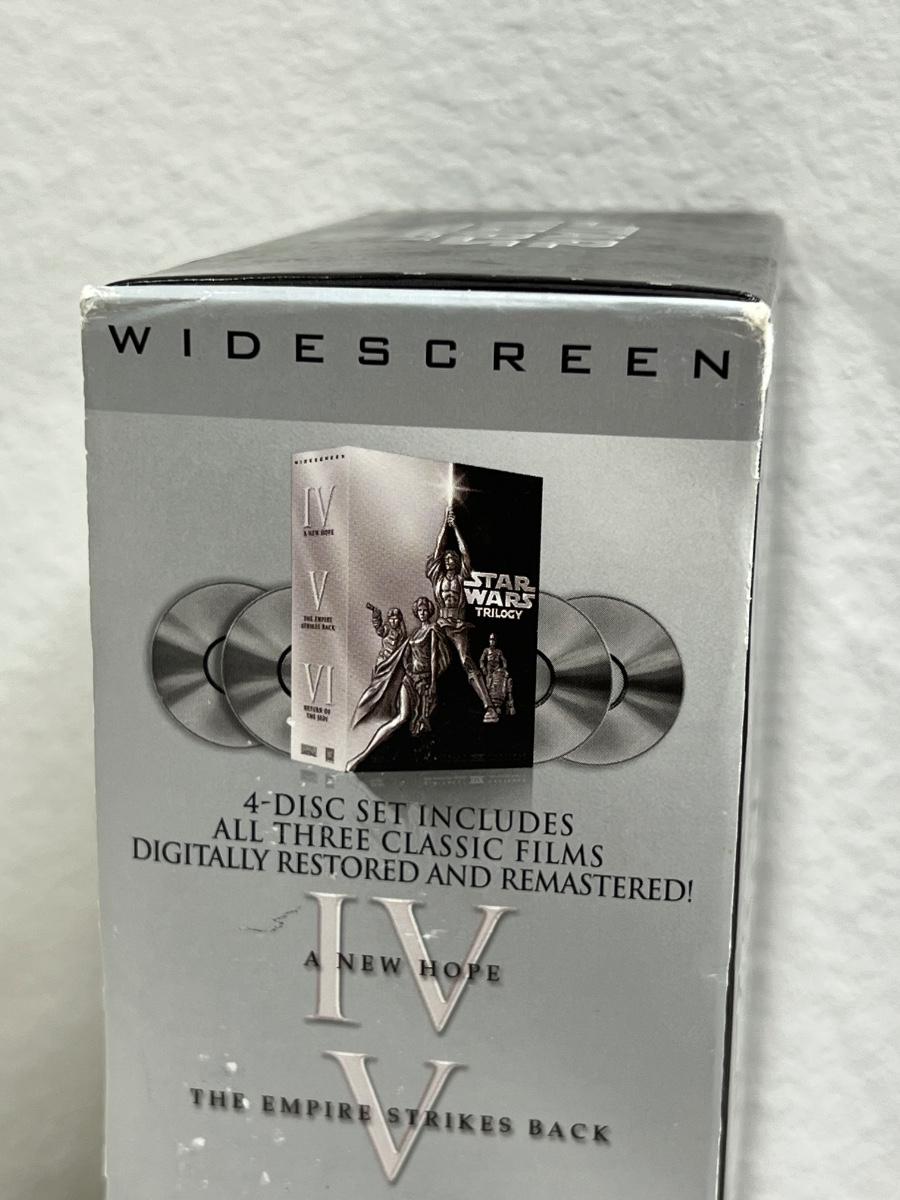 WIDESCREEN
WIDESCREEN
IV
A NEW HOPE
V
THE EMPIRE
STRIKES BACK
VI
RETURN OF
THE JEDI
STAR
WARS
TRILOGY
4-DISC SET INCLUDES
ALL THREE CLASSIC FILMS
DIGITALLY RESTORED AND REMASTERED!
IV
A NEW HOPE
V
THE EMPIRE STRIKES BACK